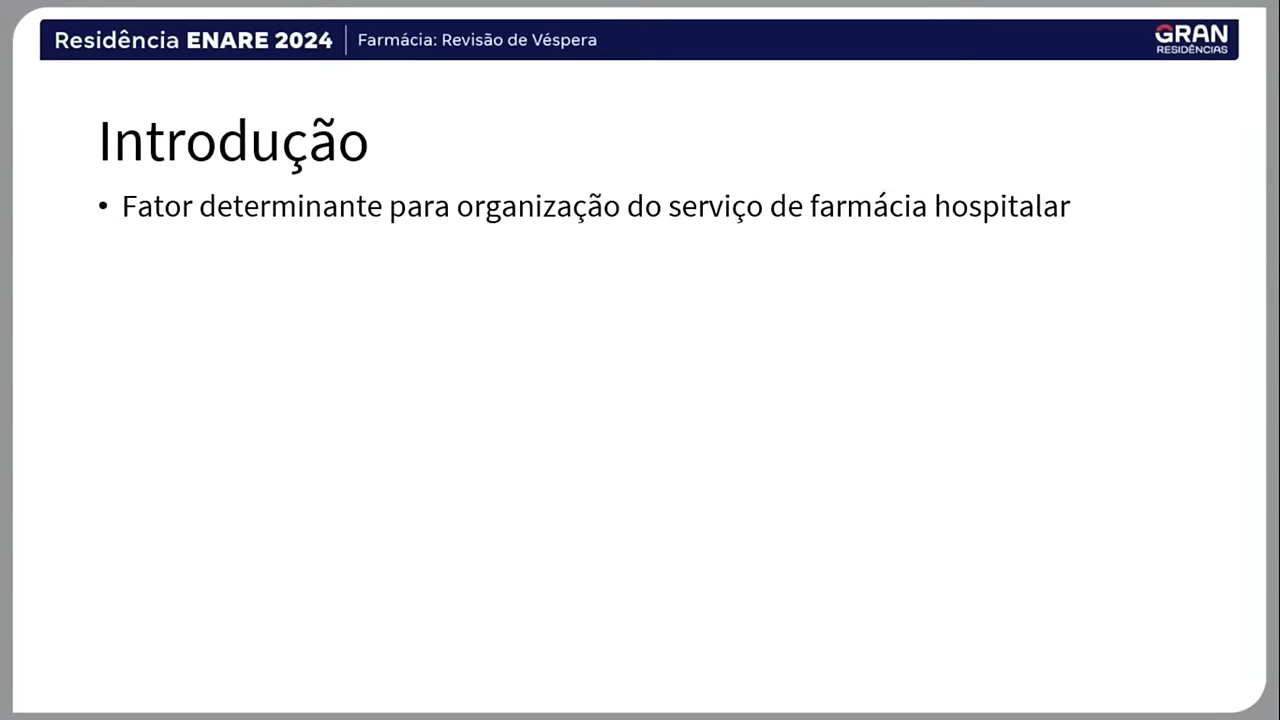 Residência ENARE 2024 Farmácia: Revisão de Véspera GRAN
RESIDÊNCIAS
Introdução
• Fator determinante para organização do serviço de farmácia hospitalar